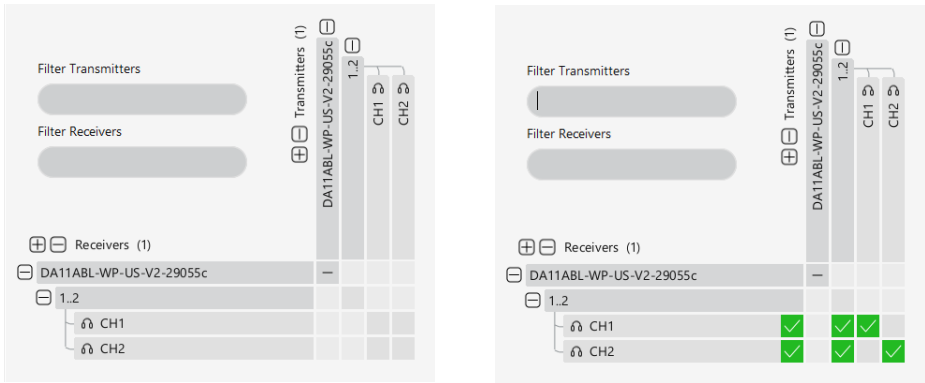 Filter Transmitters
Filter Receivers
Transmitters (1)
DA11ABL-WP-US-V2-29055c
1..2
CH1
CH2
Receivers (1)
DA11ABL-WP-US-V2-29055c
1..2
CH1
CH2
Filter Transmitters
Filter Receivers
Transmitters (1)
DA11ABL-WP-US-V2-29055c
1..2
CH1
CH2
Receivers (1)
DA11ABL-WP-US-V2-29055c
1..2
CH1
CH2